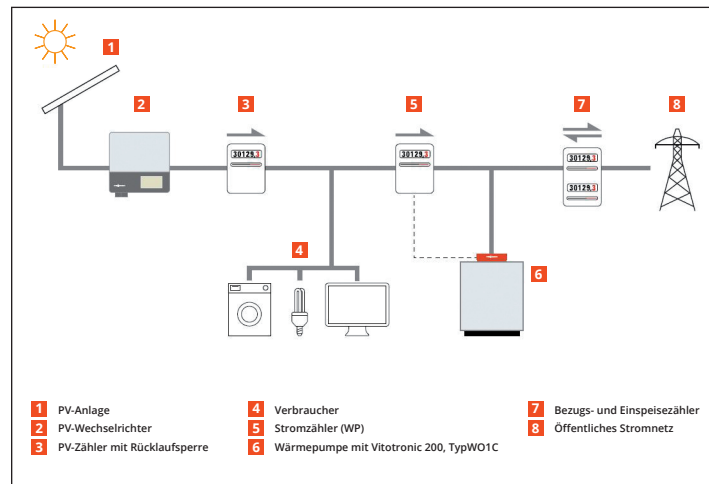 1
2
3
5
7
8
30129,3
30129,3
30129,3
30129,3
4
6
1 PV-Anlage
2 PV-Wechselrichter
3 PV-Zähler mit Rücklaufsperre
4 Verbraucher
5 Stromzähler (WP)
6 Wärmepumpe mit Vitotronic 200, TypWO1C
7 Bezugs- und Einspeisezähler
8 Öffentliches Stromnetz